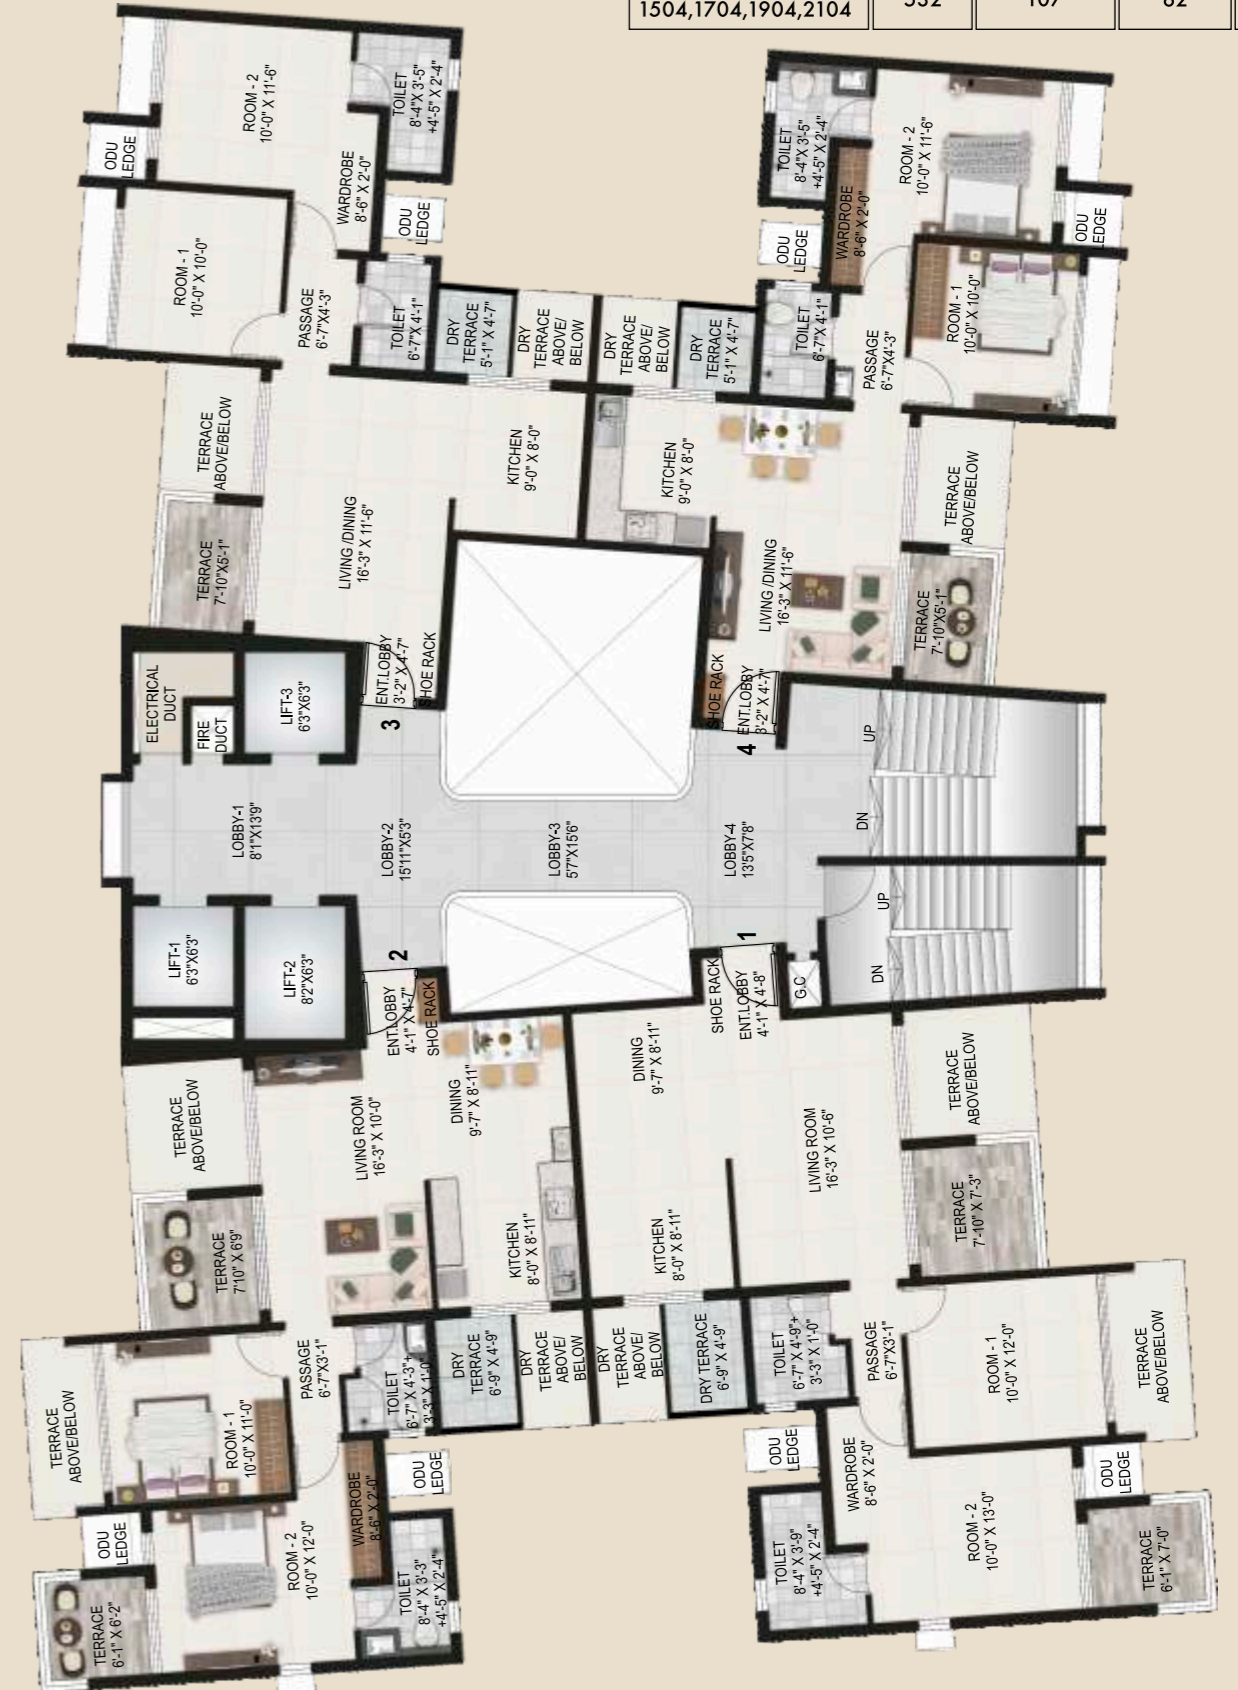 1504,1704,1904,2104
532
107
82
ROOM - 2
10'-0" X 11'-6"
TOILET
8'-4"X 3'-5"
+4'-5" X 2'-4"
ODU
LEDGE
WARDROBE
8'-6" X 2'-0"
ODU
LEDGE
ROOM - 1
10'-0" X 10'-0"
PASSAGE
6'-7"X4'-3"
TOILET
6'-7"X 4'-1"
DRY
TERRACE
5'-1" X 4'-7"
DRY
TERRACE
ABOVE/
BELOW
TERRACE
ABOVE/BELOW
TERRACE
7'-10"X5'-1"
LIVING /DINING
16'-3" X 11'-6"
KITCHEN
9'-0" X 8'-0"
ENT.LOBBY
3'-2" X 4'-7"
SHOE RACK
3
TOILET
8'-4"X 3'-5"
+4'-5" X 2'-4"
ROOM - 2
10'-0" X 11'-6"
WARDROBE
8'-6" X 2'-0"
ODU
LEDGE
ODU
LEDGE
ROOM - 1
10'-0" X 10'-0"
TOILET
6'-7"X 4'-1"
PASSAGE
6'-7"X4'-3"
DRY
TERRACE
ABOVE/
BELOW
DRY
TERRACE
5'-1" X 4'-7"
KITCHEN
9'-0" X 8'-0"
LIVING /DINING
16'-3" X 11'-6"
TERRACE
ABOVE/BELOW
TERRACE
7'-10"X5'-1"
SHOE RACK
ENT.LOBBY
3'-2" X 4'-7"
4
ELECTRICAL
DUCT
FIRE
DUCT
LIFT-3
6'3"X6'3"
LOBBY-1
8'1"X13'9"
LOBBY-2
15'11"X5'3"
LOBBY-3
5'7"X15'6"
LOBBY-4
13'5"X7'8"
UP
DN
UP
DN
LIFT-1
6'3"X6'3"
LIFT-2
8'2"X6'3"
G.C
2
ENT.LOBBY
4'-1" X 4'-7"
SHOE RACK
TERRACE
ABOVE/BELOW
LIVING ROOM
16'-3" X 10'-0"
DINING
9'-7" X 8'-11"
TERRACE
7'10" X 6'9"
KITCHEN
8'-0" X 8'-11"
TERRACE
ABOVE/BELOW
ROOM - 1
10'-0" X 11'-0"
PASSAGE
6'-7"X3'-1"
TOILET
6'-7" X 4'-3"+
3'-3" X 1'-0"
DRY
TERRACE
6'-9" X 4'-9"
DRY
TERRACE
ABOVE/
BELOW
ODU
LEDGE
ODU
LEDGE
WARDROBE
8'-6" X 2'-0"
ROOM - 2
10'-0" X 12'-0"
TERRACE
6'-1" X 6'-2"
TOILET
8'-4" X 3'-3"
+4'-5" X 2'-4"
1
SHOE RACK
ENT.LOBBY
4'-1" X 4'-8"
DINING
9'-7" X 8'-11"
LIVING ROOM
16'-3" X 10'-6"
TERRACE
ABOVE/BELOW
TERRACE
7'-10" X 7'-3"
KITCHEN
8'-0" X 8'-11"
DRY
TERRACE
ABOVE/
BELOW
DRY TERRACE
6'-9" X 4'-9"
TOILET
6'-7" X 4'-9"+
3'-3" X 1'-0"
PASSAGE
6'-7"X3'-1"
ROOM - 1
10'-0" X 12'-0"
TERRACE
ABOVE/BELOW
ODU
LEDGE
WARDROBE
8'-6" X 2'-0"
ODU
LEDGE
TOILET
8'-4" X 3'-9"
+4'-5" X 2'-4"
ROOM - 2
10'-0" X 13'-0"
TERRACE
6'-1" X 7'-0"